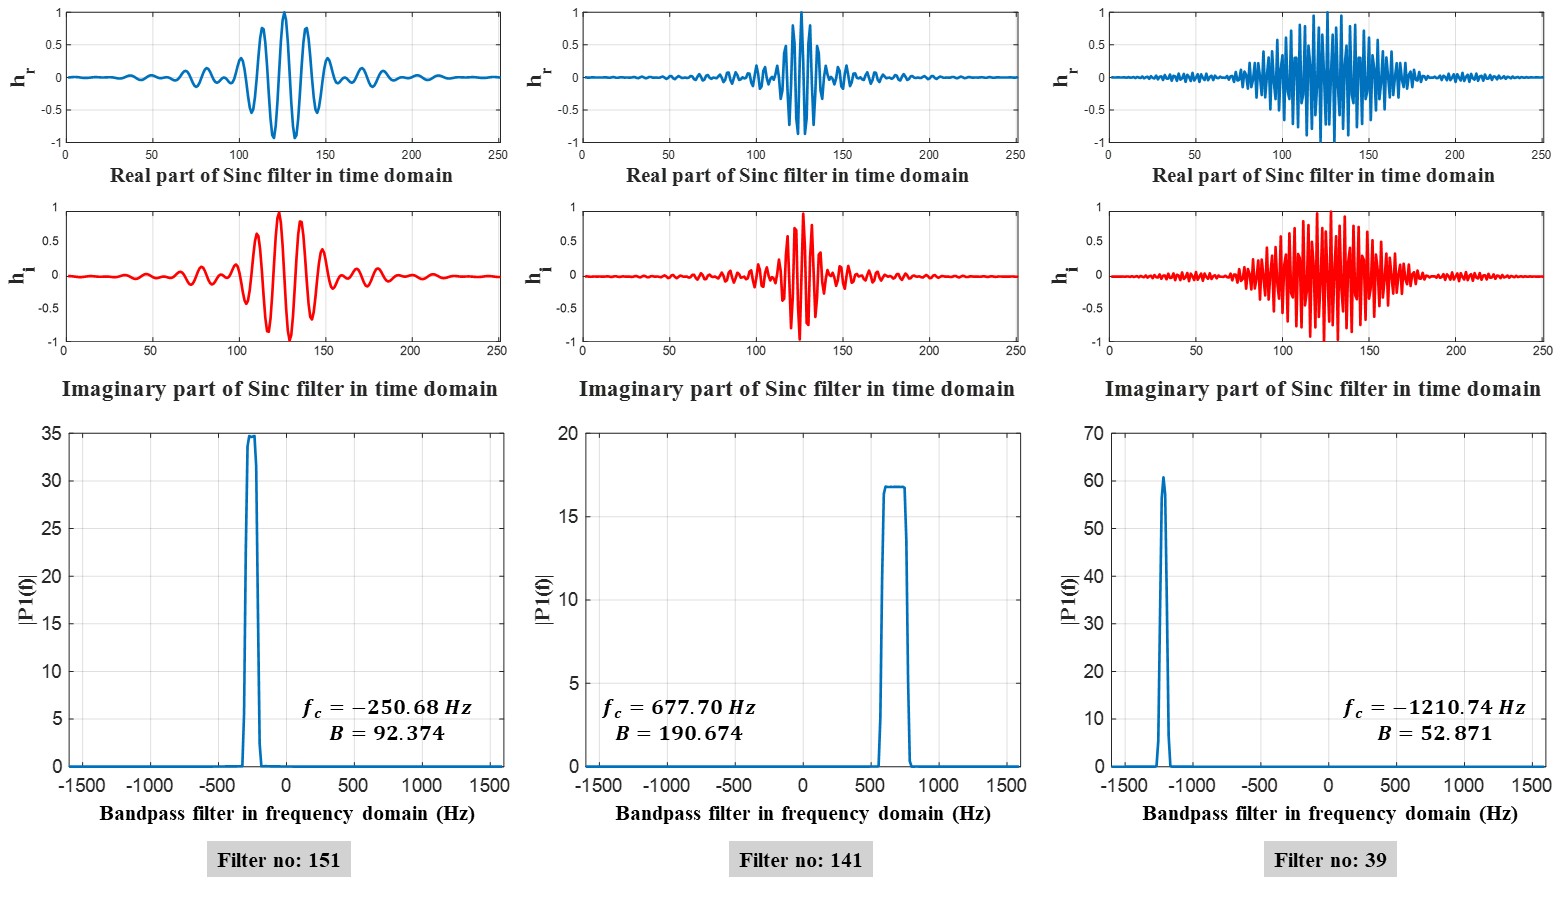 1
0.5
0
-0.5
-1
h_r
0 50 100 150 200 250
Real part of Sinc filter in time domain
1
0.5
0
-0.5
-1
h_r
0 50 100 150 200 250
Real part of Sinc filter in time domain
1
0.5
0
-0.5
-1
h_r
0 50 100 150 200 250
Real part of Sinc filter in time domain
1
0.5
0
-0.5
-1
h_i
0 50 100 150 200 250
Imaginary part of Sinc filter in time domain
1
0.5
0
-0.5
-1
h_i
0 50 100 150 200 250
Imaginary part of Sinc filter in time domain
1
0.5
0
-0.5
-1
h_i
0 50 100 150 200 250
Imaginary part of Sinc filter in time domain
35
30
25
20
15
10
5
0
|P1(f)|
f_c = −250.68 Hz
B = 92.374
-1500 -1000 -500 0 500 1000 1500
Bandpass filter in frequency domain (Hz)
Filter no: 151
20
15
10
5
0
|P1(f)|
f_c = 677.70 Hz
B = 190.674
-1500 -1000 -500 0 500 1000 1500
Bandpass filter in frequency domain (Hz)
Filter no: 141
70
60
50
40
30
20
10
0
|P1(f)|
f_c = −1210.74 Hz
B = 52.871
-1500 -1000 -500 0 500 1000 1500
Bandpass filter in frequency domain (Hz)
Filter no: 39